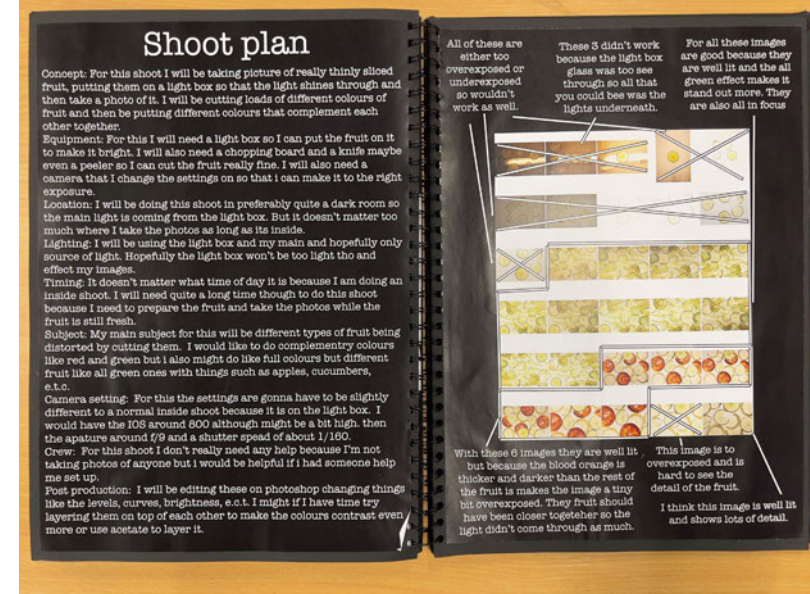 Shoot plan
Concept: For this shoot I will be taking picture of really thinly sliced
fruit, putting them on a light box so that the light shines through and
then take a photo of it. I will be cutting loads of different colours of
fruit and then be putting different colours that complement each
other together.
Equipment: For this I will need a light box so I can put the fruit on it
to make it bright. I will also need a chopping board and a knife maybe
even a peeler so I can cut the fruit really fine. I will also need a
camera that I change the settings on so that i can make it to the right
exposure.
Location: I will be doing this shoot in preferably quite a dark room so
the main light is coming from the light box. But it doesn't matter too
much where I take the photos as long as its inside.
Lighting: I will be using the light box and my main and hopefully only
source of light. Hopefully the light box won't be too light tho and
effect my images.
Timing: It doesn't matter what time of day it is because I am doing an
inside shoot. I will need quite a long time though to do this shoot
because I need to prepare the fruit and take the photos while the
fruit is still fresh.
Subject: My main subject for this will be different types of fruit being
distorted by cutting them. I would like to do complementry colours
like red and green but i also might do like full colours but different
fruit like all green ones with things such as apples, cucumbers,
e.t.c.
Camera setting: For this the settings are gonna have to be slightly
different to a normal inside shoot because it is on the light box. I
would have the IOS around 800 although might be a bit high. then
the apature around f/9 and a shutter spead of about 1/160.
Crew: For this shoot I don't really need any help because I'm not
taking photos of anyone but i would be helpful if i had someone help
me set up.
Post production: I will be editing these on photoshop changing things
like the levels, curves, brightness, e.c.t. I might if I have time try
layering them on top of each other to make the colours contrast even
more or use acetate to layer it.
All of these are
either too
overexposed or
underexposed
so wouldn't
work as well.
These 3 didn't work
because the light box
glass was too see
through so all that
you could bee was the
lights underneath.
For all these images
are good because they
are well lit and the all
green effect makes it
stand out more. They
are also all in focus
With these 6 images they are well lit
but because the blood orange is
thicker and darker than the rest of
the fruit is makes the image a tiny
bit overexposed. They fruit should
have been closer togeteher so the
light didn't come through as much.
This image is to
overexposed and is
hard to see the
detail of the fruit.
I think this image is well lit
and shows lots of detail.